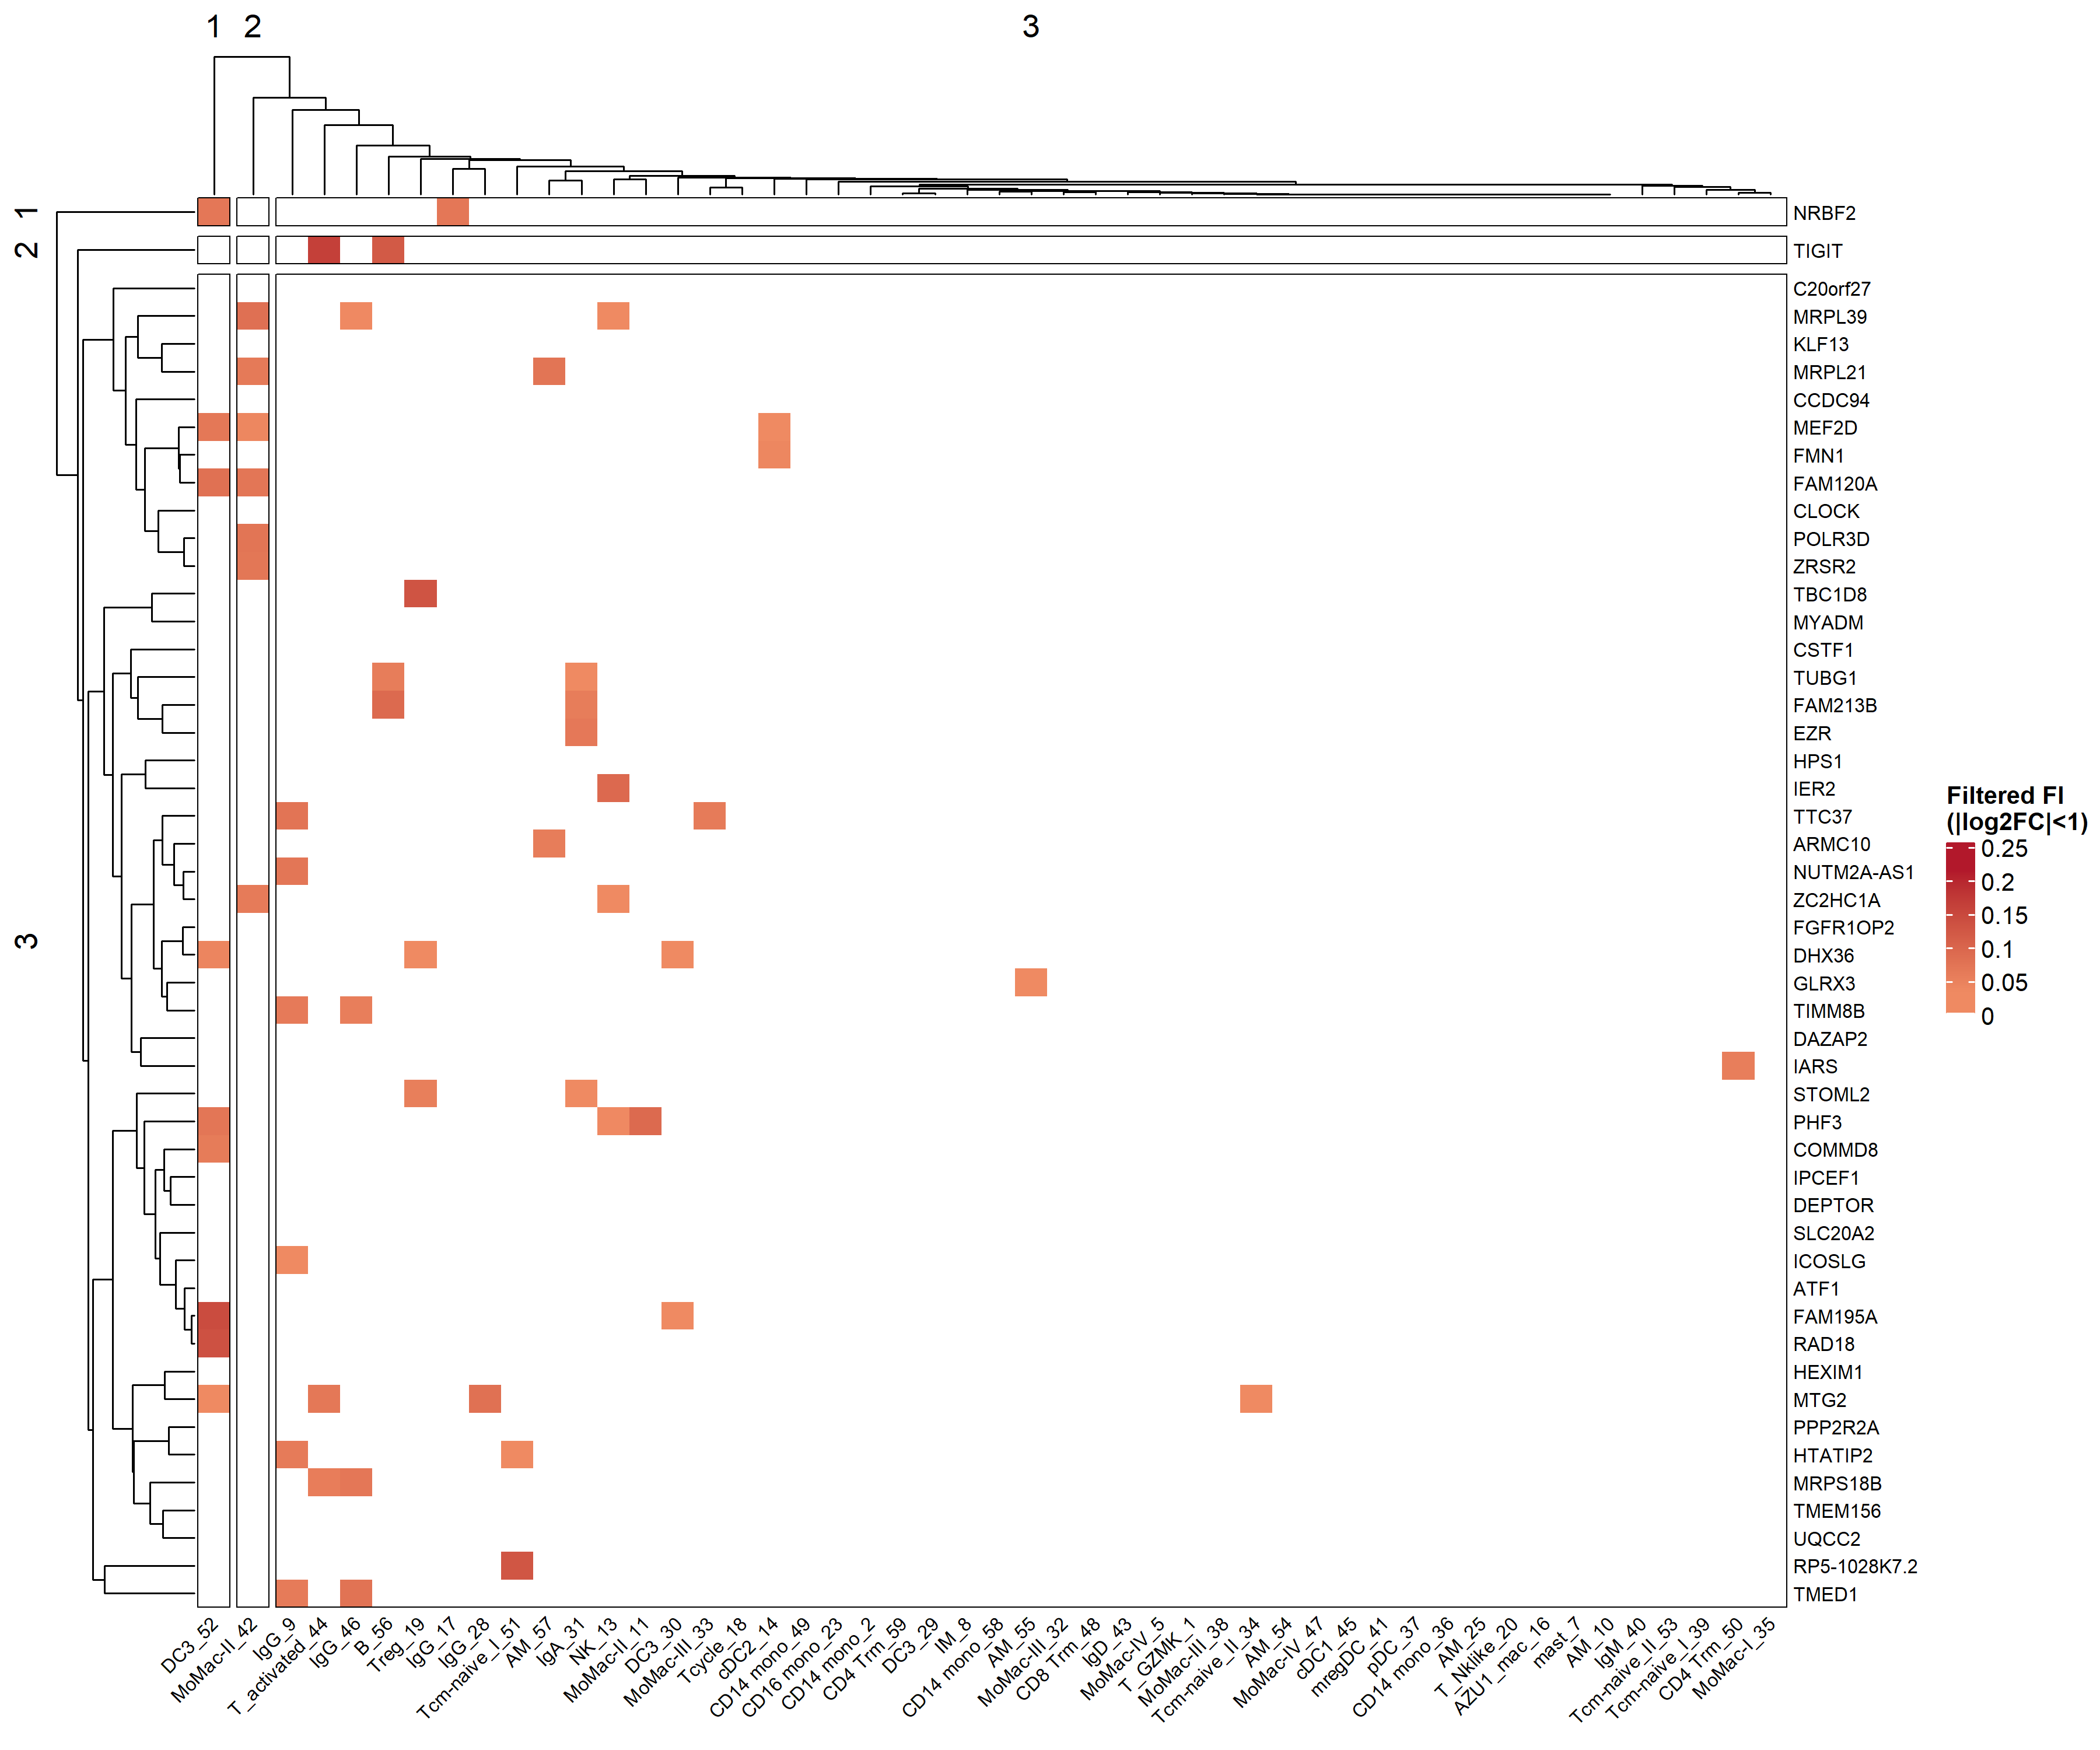 1 2 3
1
2
3
NRBF2
TIGIT
C20orf27
MRPL39
KLF13
MRPL21
CCDC94
MEF2D
FMN1
FAM120A
CLOCK
POLR3D
ZRSR2
TBC1D8
MYADM
CSTF1
TUBG1
FAM213B
EZR
HPS1
IER2
TTC37
ARMC10
NUTM2A-AS1
ZC2HC1A
FGFR1OP2
DHX36
GLRX3
TIMM8B
DAZAP2
IARS
STOML2
PHF3
COMMD8
IPCEF1
DEPTOR
SLC20A2
ICOSLG
ATF1
FAM195A
RAD18
HEXIM1
MTG2
PPP2R2A
HTATIP2
MRPS18B
TMEM156
UQCC2
RP5-1028K7.2
TMED1
Filtered FI
(|log2FC|<1)
0.25
0.2
0.15
0.1
0.05
0
DC3_52
MoMac-II_42
IgG_9
T_activated_44
IgG_46
B_56
Treg_19
IgG_17
IgG_28
Tcm-naive_I_51
AM_57
IgA_31
NK_13
MoMac-II_11
DC3_30
MoMac-III_33
Tcycle_18
cDC2_14
CD14 mono_49
CD16 mono_23
CD14 mono_2
CD4 Trm_59
DC3_29
IM_8
CD14 mono_58
AM_55
MoMac-III_32
CD8 Trm_48
IgD_43
MoMac-IV_5
T_GZMK_1
MoMac-III_38
Tcm-naive_II_34
AM_54
MoMac-IV_47
cDC1_45
mregDC_41
pDC_37
CD14 mono_36
AM_25
T_Nklike_20
AZU1_mac_16
mast_7
AM_10
IgM_40
Tcm-naive_II_53
Tcm-naive_I_39
CD4 Trm_50
MoMac-I_35